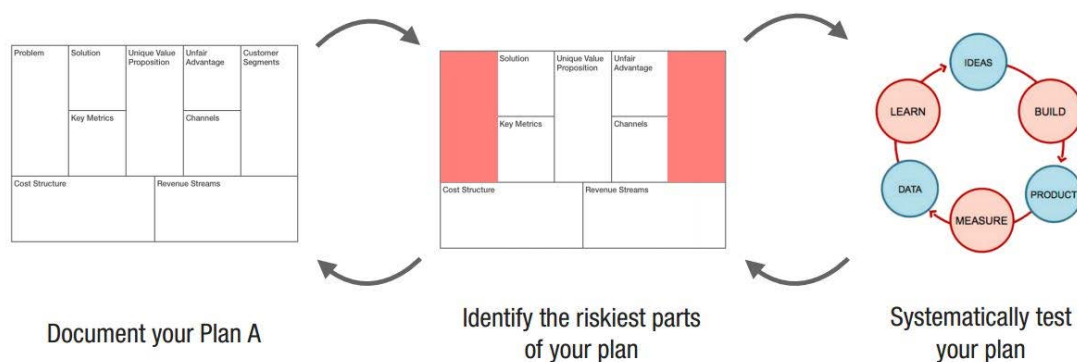 Problem
Solution
Unique Value
Proposition
Unfair
Advantage
Customer
Segments
Key Metrics
Channels
Cost Structure
Revenue Streams
Document your Plan A
Solution
Unique Value
Proposition
Unfair
Advantage
Key Metrics
Channels
Cost Structure
Revenue Streams
Identify the riskiest parts
of your plan
IDEAS
BUILD
PRODUCT
MEASURE
DATA
LEARN
Systematically test
your plan